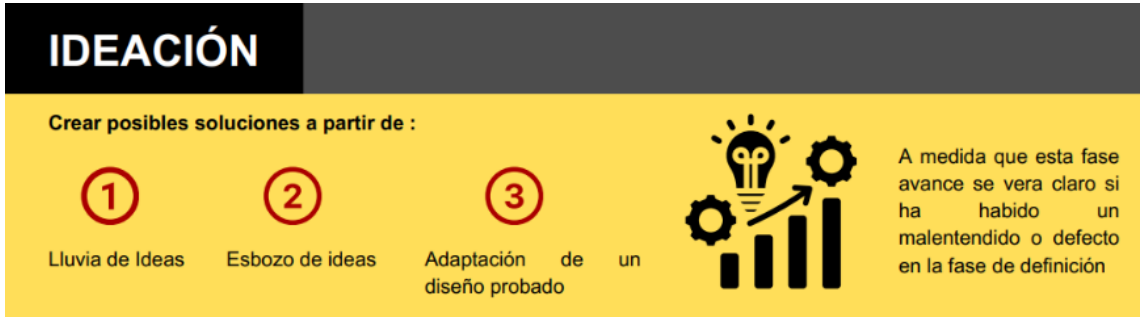 IDEACIÓN
Crear posibles soluciones a partir de :
1
2
3
Lluvia de Ideas
Esbozo de ideas
Adaptación de un
diseño probado
A medida que esta fase
avance se vera claro si
ha habido un
malentendido o defecto
en la fase de definición